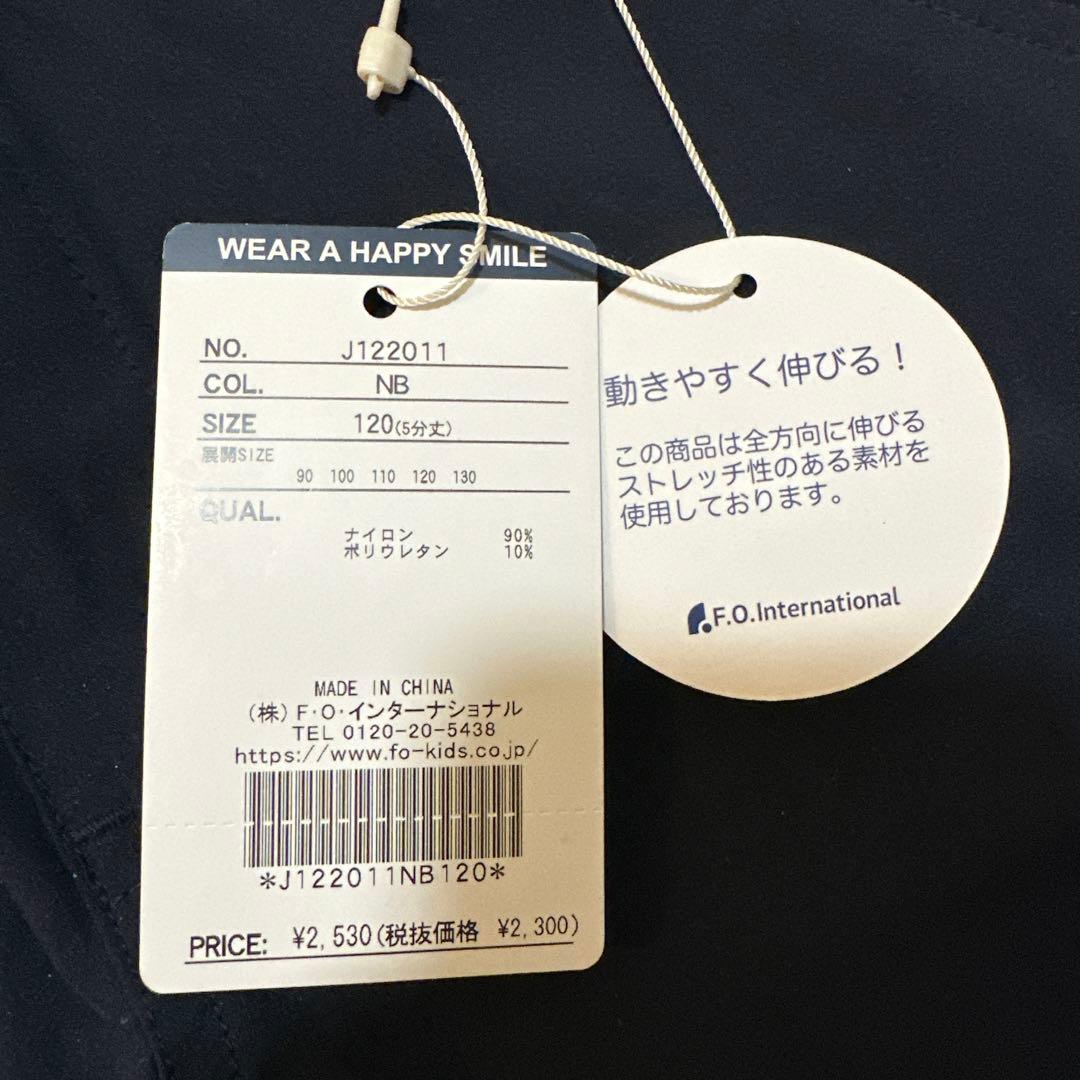 WEAR A HAPPY SMILE
NO. J122011
COL. NB
SIZE 120(5分丈)
展開SIZE
90 100 110 120 130
QUAL.
ナイロン 90%
ポリウレタン 10%
MADE IN CHINA
(株)F・O・インターナショナル
TEL 0120-20-5438
https://www.fo-kids.co.jp/
*J122011NB120*
PRICE: ¥2,530(税抜価格 ¥2,300)
動きやすく伸びる!
この商品は全方向に伸びる
ストレッチ性のある素材を
使用しております。
F.O.International